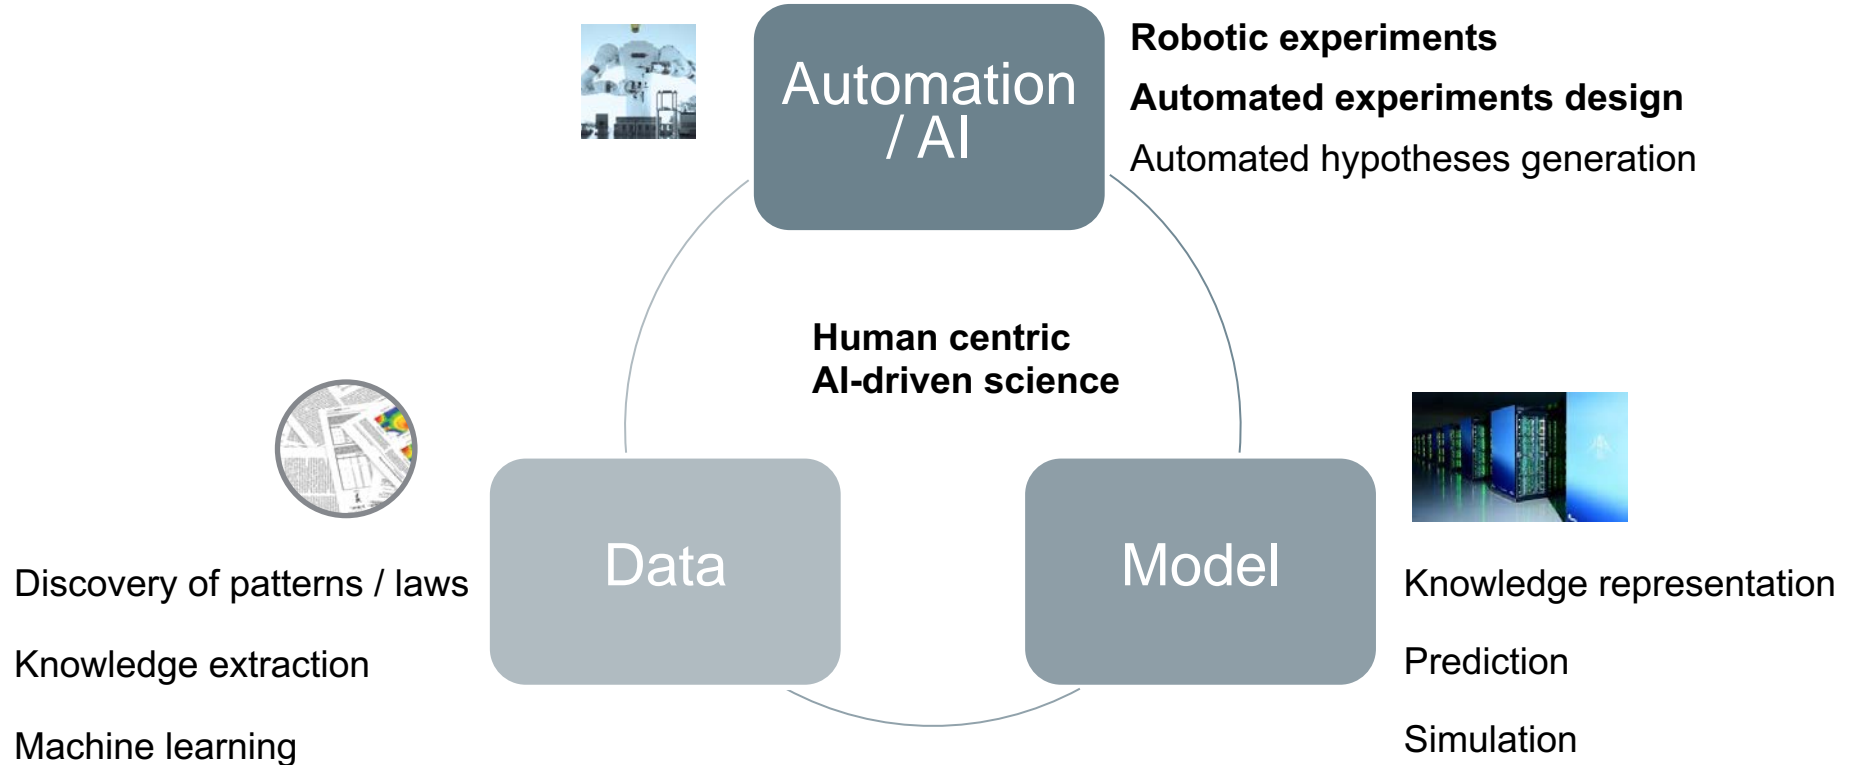 Automation
/ AI
Robotic experiments
Automated experiments design
Automated hypotheses generation
Human centric
AI-driven science
Data
Discovery of patterns / laws
Knowledge extraction
Machine learning
Model
Knowledge representation
Prediction
Simulation